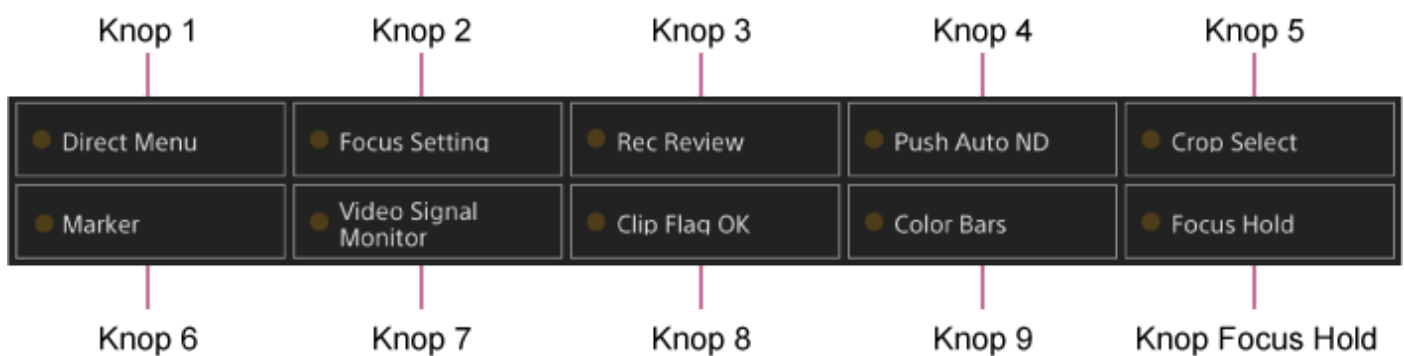 Knop 1 Knop 2 Knop 3 Knop 4 Knop 5
Direct Menu Focus Setting Rec Review Push Auto ND Crop Select
Marker Video Signal Monitor Clip Flag OK Color Bars Focus Hold
Knop 6 Knop 7 Knop 8 Knop 9 Knop Focus Hold